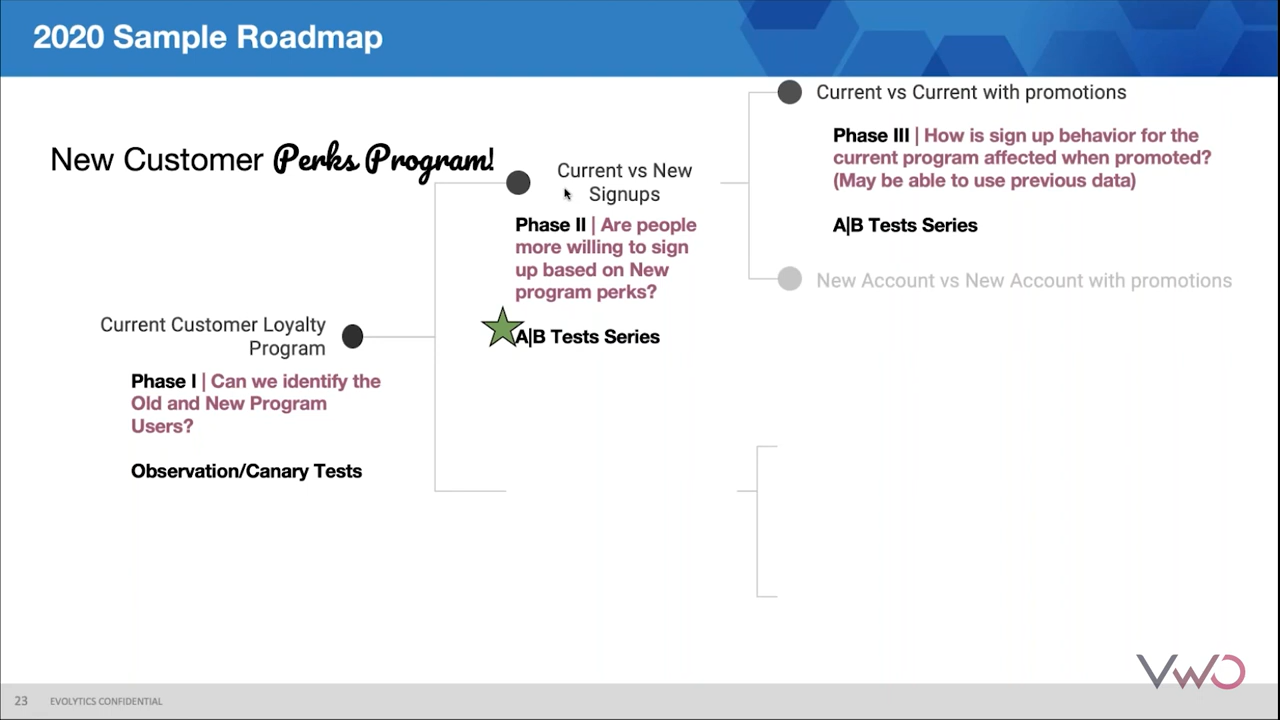 2020 Sample Roadmap
New Customer Perks Program!
Current Customer Loyalty
Program
Phase I | Can we identify the
Old and New Program
Users?
Observation/Canary Tests
Current vs New
Signups
Phase II | Are people
more willing to sign
up based on New
program perks?
A|B Tests Series
Current vs Current with promotions
Phase III | How is sign up behavior for the
current program affected when promoted?
(May be able to use previous data)
A|B Tests Series
New Account vs New Account with promotions
VWO
23 EVOLYTICS CONFIDENTIAL